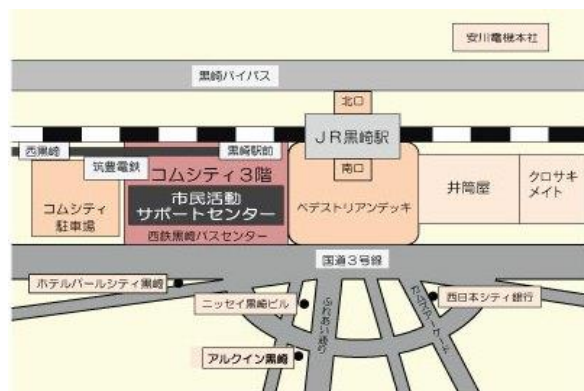 安川電機本社
黒崎バイパス
北口
JR黒崎駅
西黒崎
黒崎駅前
筑豊電鉄
南口
コムシティ3階
市民活動
サポートセンター
西鉄黒崎バスセンター
コムシティ
駐車場
ペデストリアンデッキ
井筒屋
クロサキ
メイト
国道3号線
ホテルパールシティ黒崎
ニッセイ黒崎ビル
ふれあい通り
カムズアーケード
西日本シティ銀行
アルクイン黒崎